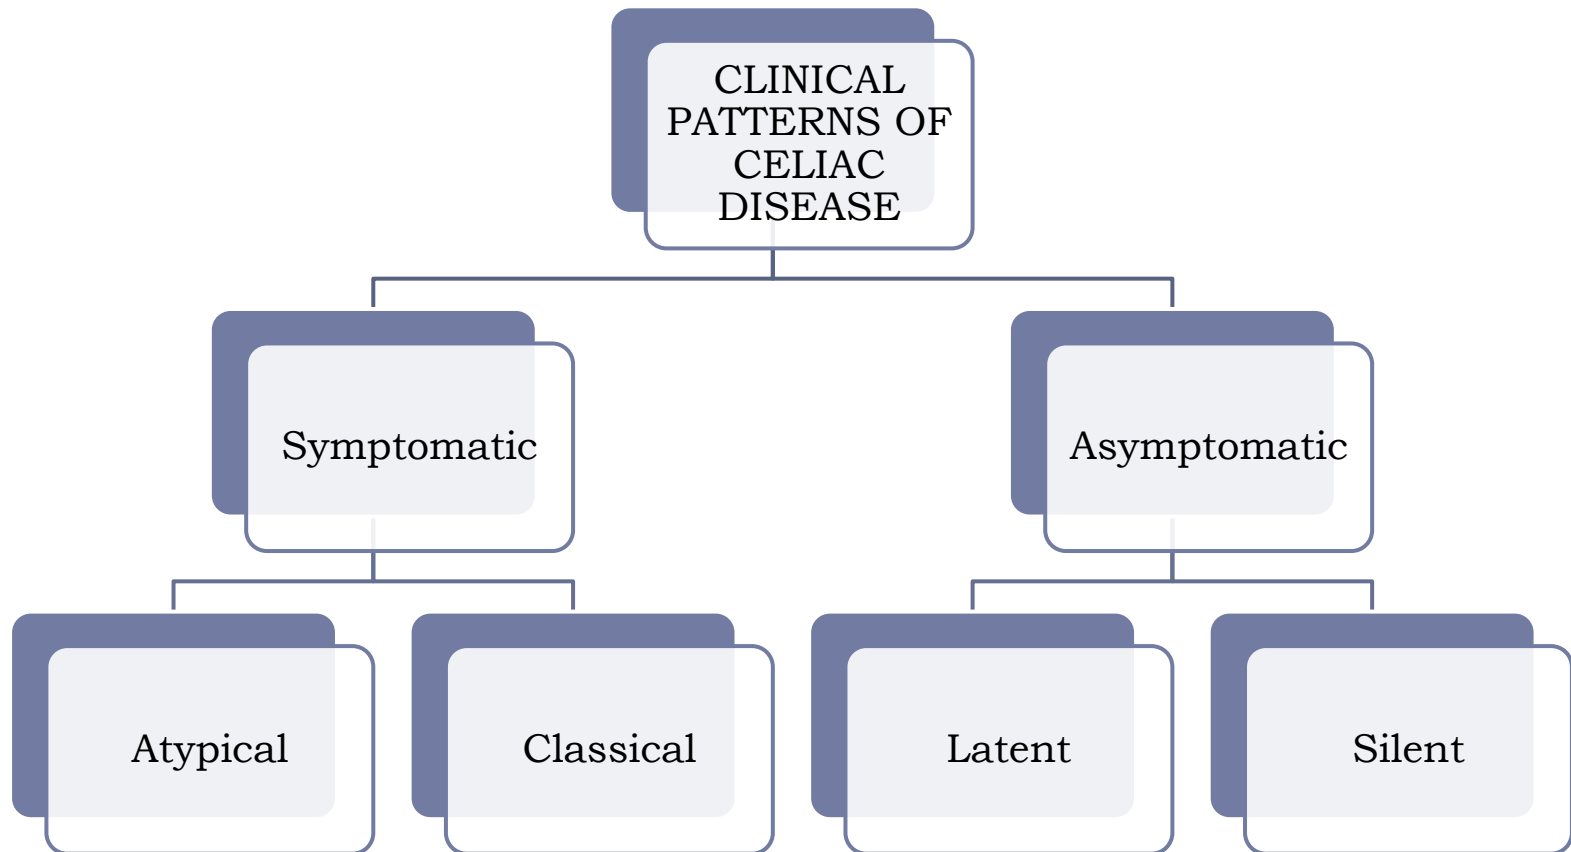 CLINICAL
PATTERNS OF
CELIAC
DISEASE
Symptomatic
Asymptomatic
Atypical
Classical
Latent
Silent